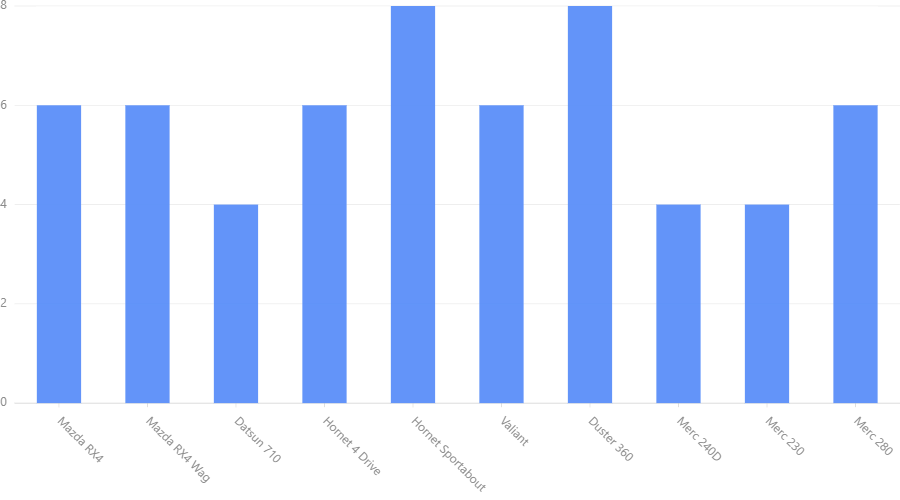 8
6
4
2
0
Mazda RX4
Mazda RX4 Wag
Datsun 710
Hornet 4 Drive
Hornet Sportabout
Valiant
Duster 360
Merc 240D
Merc 230
Merc 280